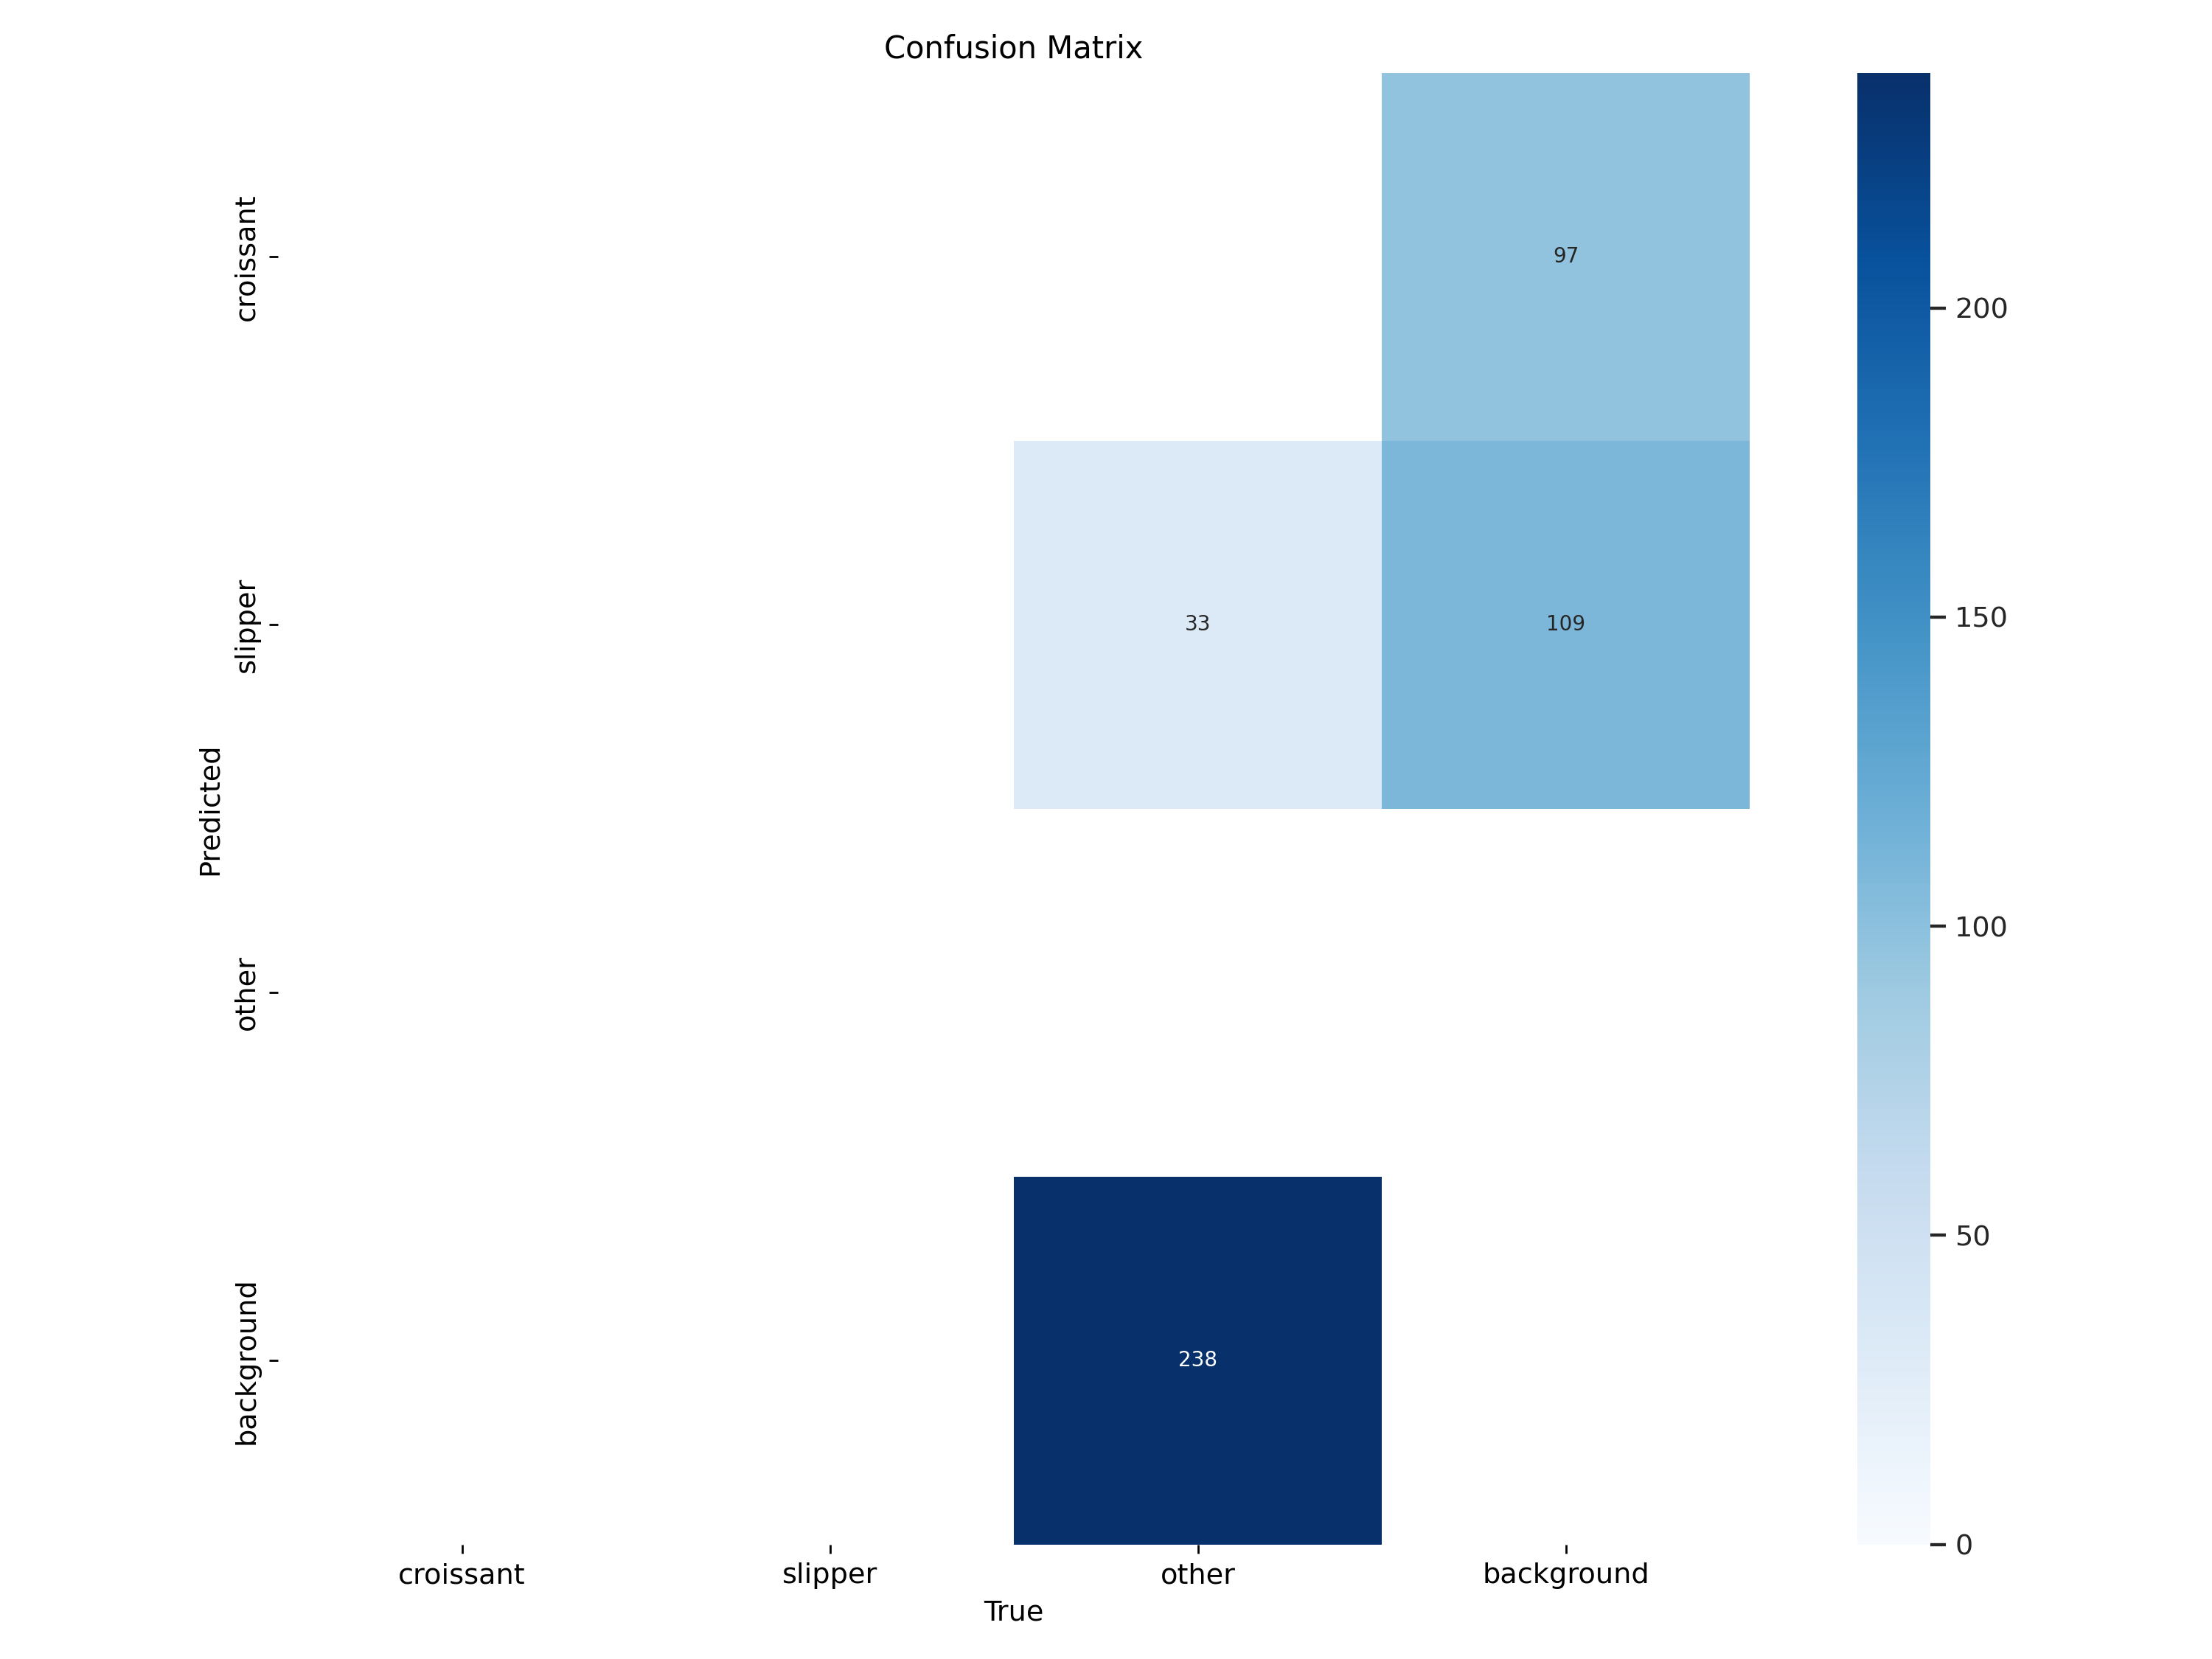 Confusion Matrix
croissant
97
200
slipper
33
109
150
Predicted
other
100
background
238
50
0
croissant
slipper
other
background
True